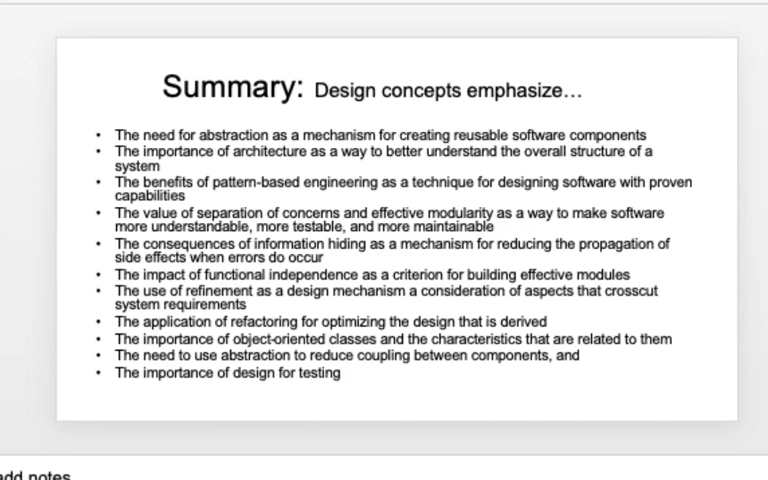 Summary: Design concepts emphasize…
• The need for abstraction as a mechanism for creating reusable software components
• The importance of architecture as a way to better understand the overall structure of a
system
• The benefits of pattern-based engineering as a technique for designing software with proven
capabilities
• The value of separation of concerns and effective modularity as a way to make software
more understandable, more testable, and more maintainable
• The consequences of information hiding as a mechanism for reducing the propagation of
side effects when errors do occur
• The impact of functional independence as a criterion for building effective modules
• The use of refinement as a design mechanism a consideration of aspects that crosscut
system requirements
• The application of refactoring for optimizing the design that is derived
• The importance of object-oriented classes and the characteristics that are related to them
• The need to use abstraction to reduce coupling between components, and
• The importance of design for testing
add notes